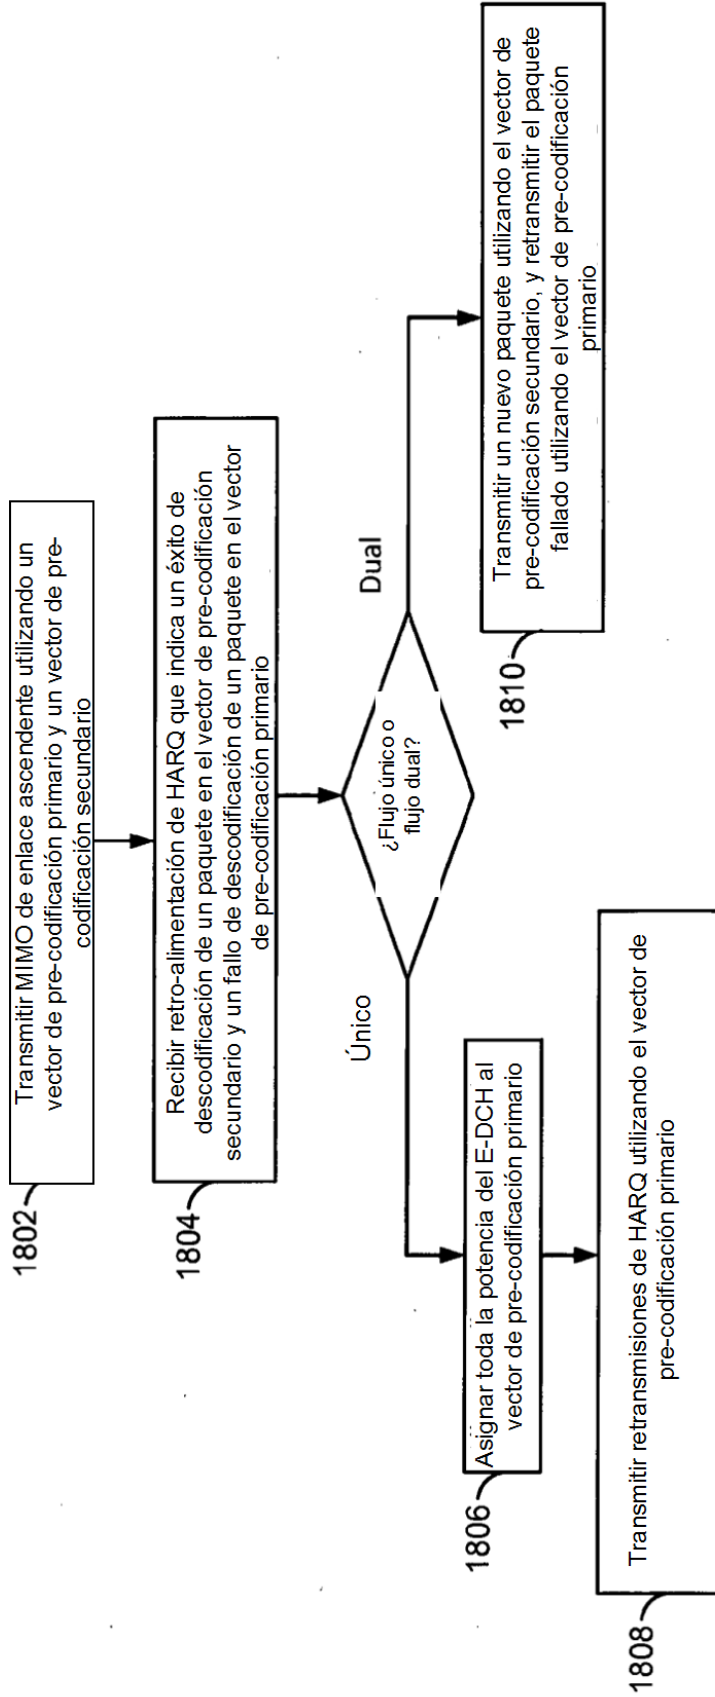 1802
Transmitir MIMO de enlace ascendente utilizando un
vector de pre-codificación primario y un vector de pre-
codificación secundario
1804
Recibir retro-alimentación de HARQ que indica un éxito de
descodificación de un paquete en el vector de pre-codificación
secundario y un fallo de descodificación de un paquete en el vector
de pre-codificación primario
¿Flujo único o
flujo dual?
Único
Dual
1806
Asignar toda la potencia del E-DCH al
vector de pre-codificación primario
1808
Transmitir retransmisiones de HARQ utilizando el vector de
pre-codificación primario
1810
Transmitir un nuevo paquete utilizando el vector de
pre-codificación secundario, y retransmitir el paquete
fallado utilizando el vector de pre-codificación
primario